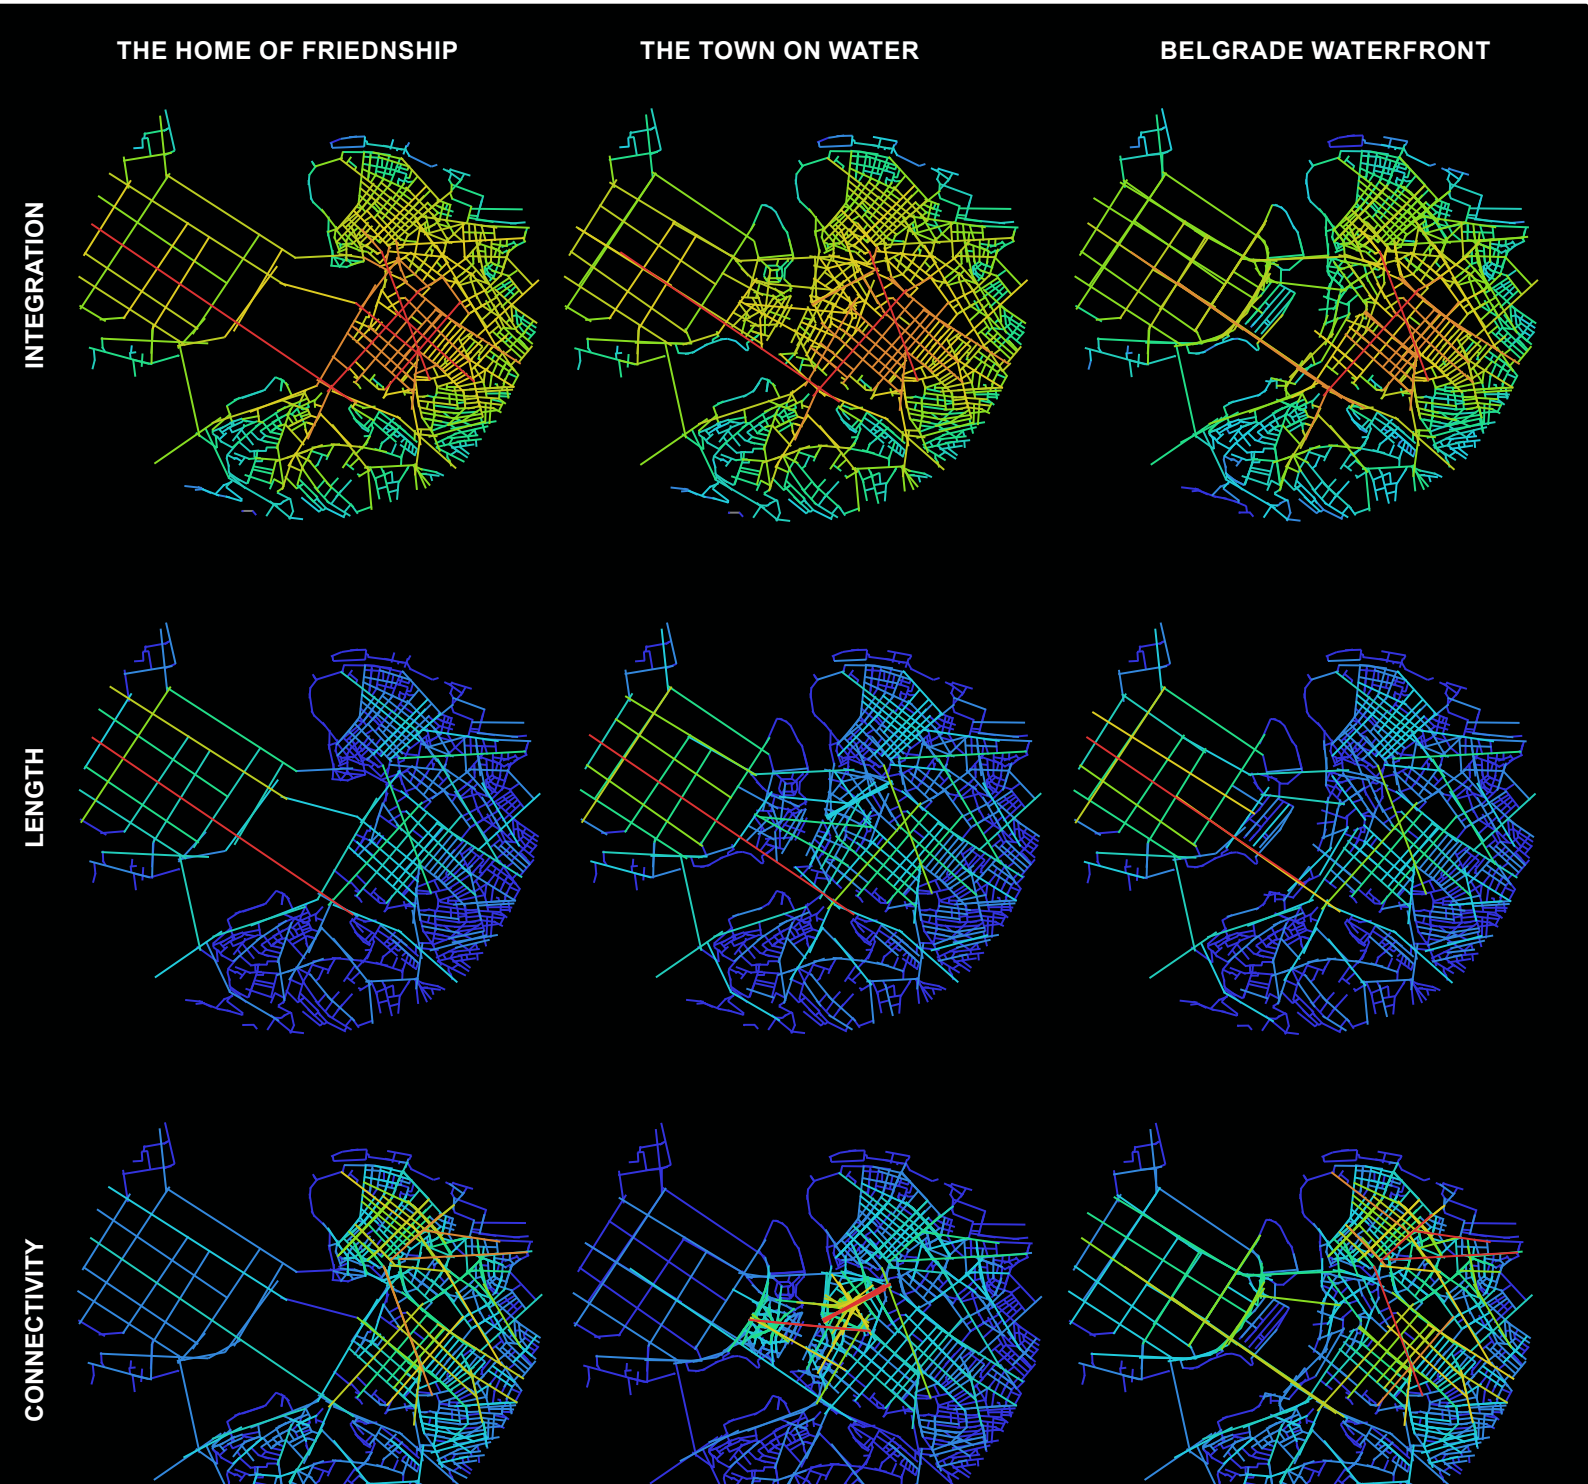 THE HOME OF FRIEDNSHIP
THE TOWN ON WATER
BELGRADE WATERFRONT
INTEGRATION
LENGTH
CONNECTIVITY